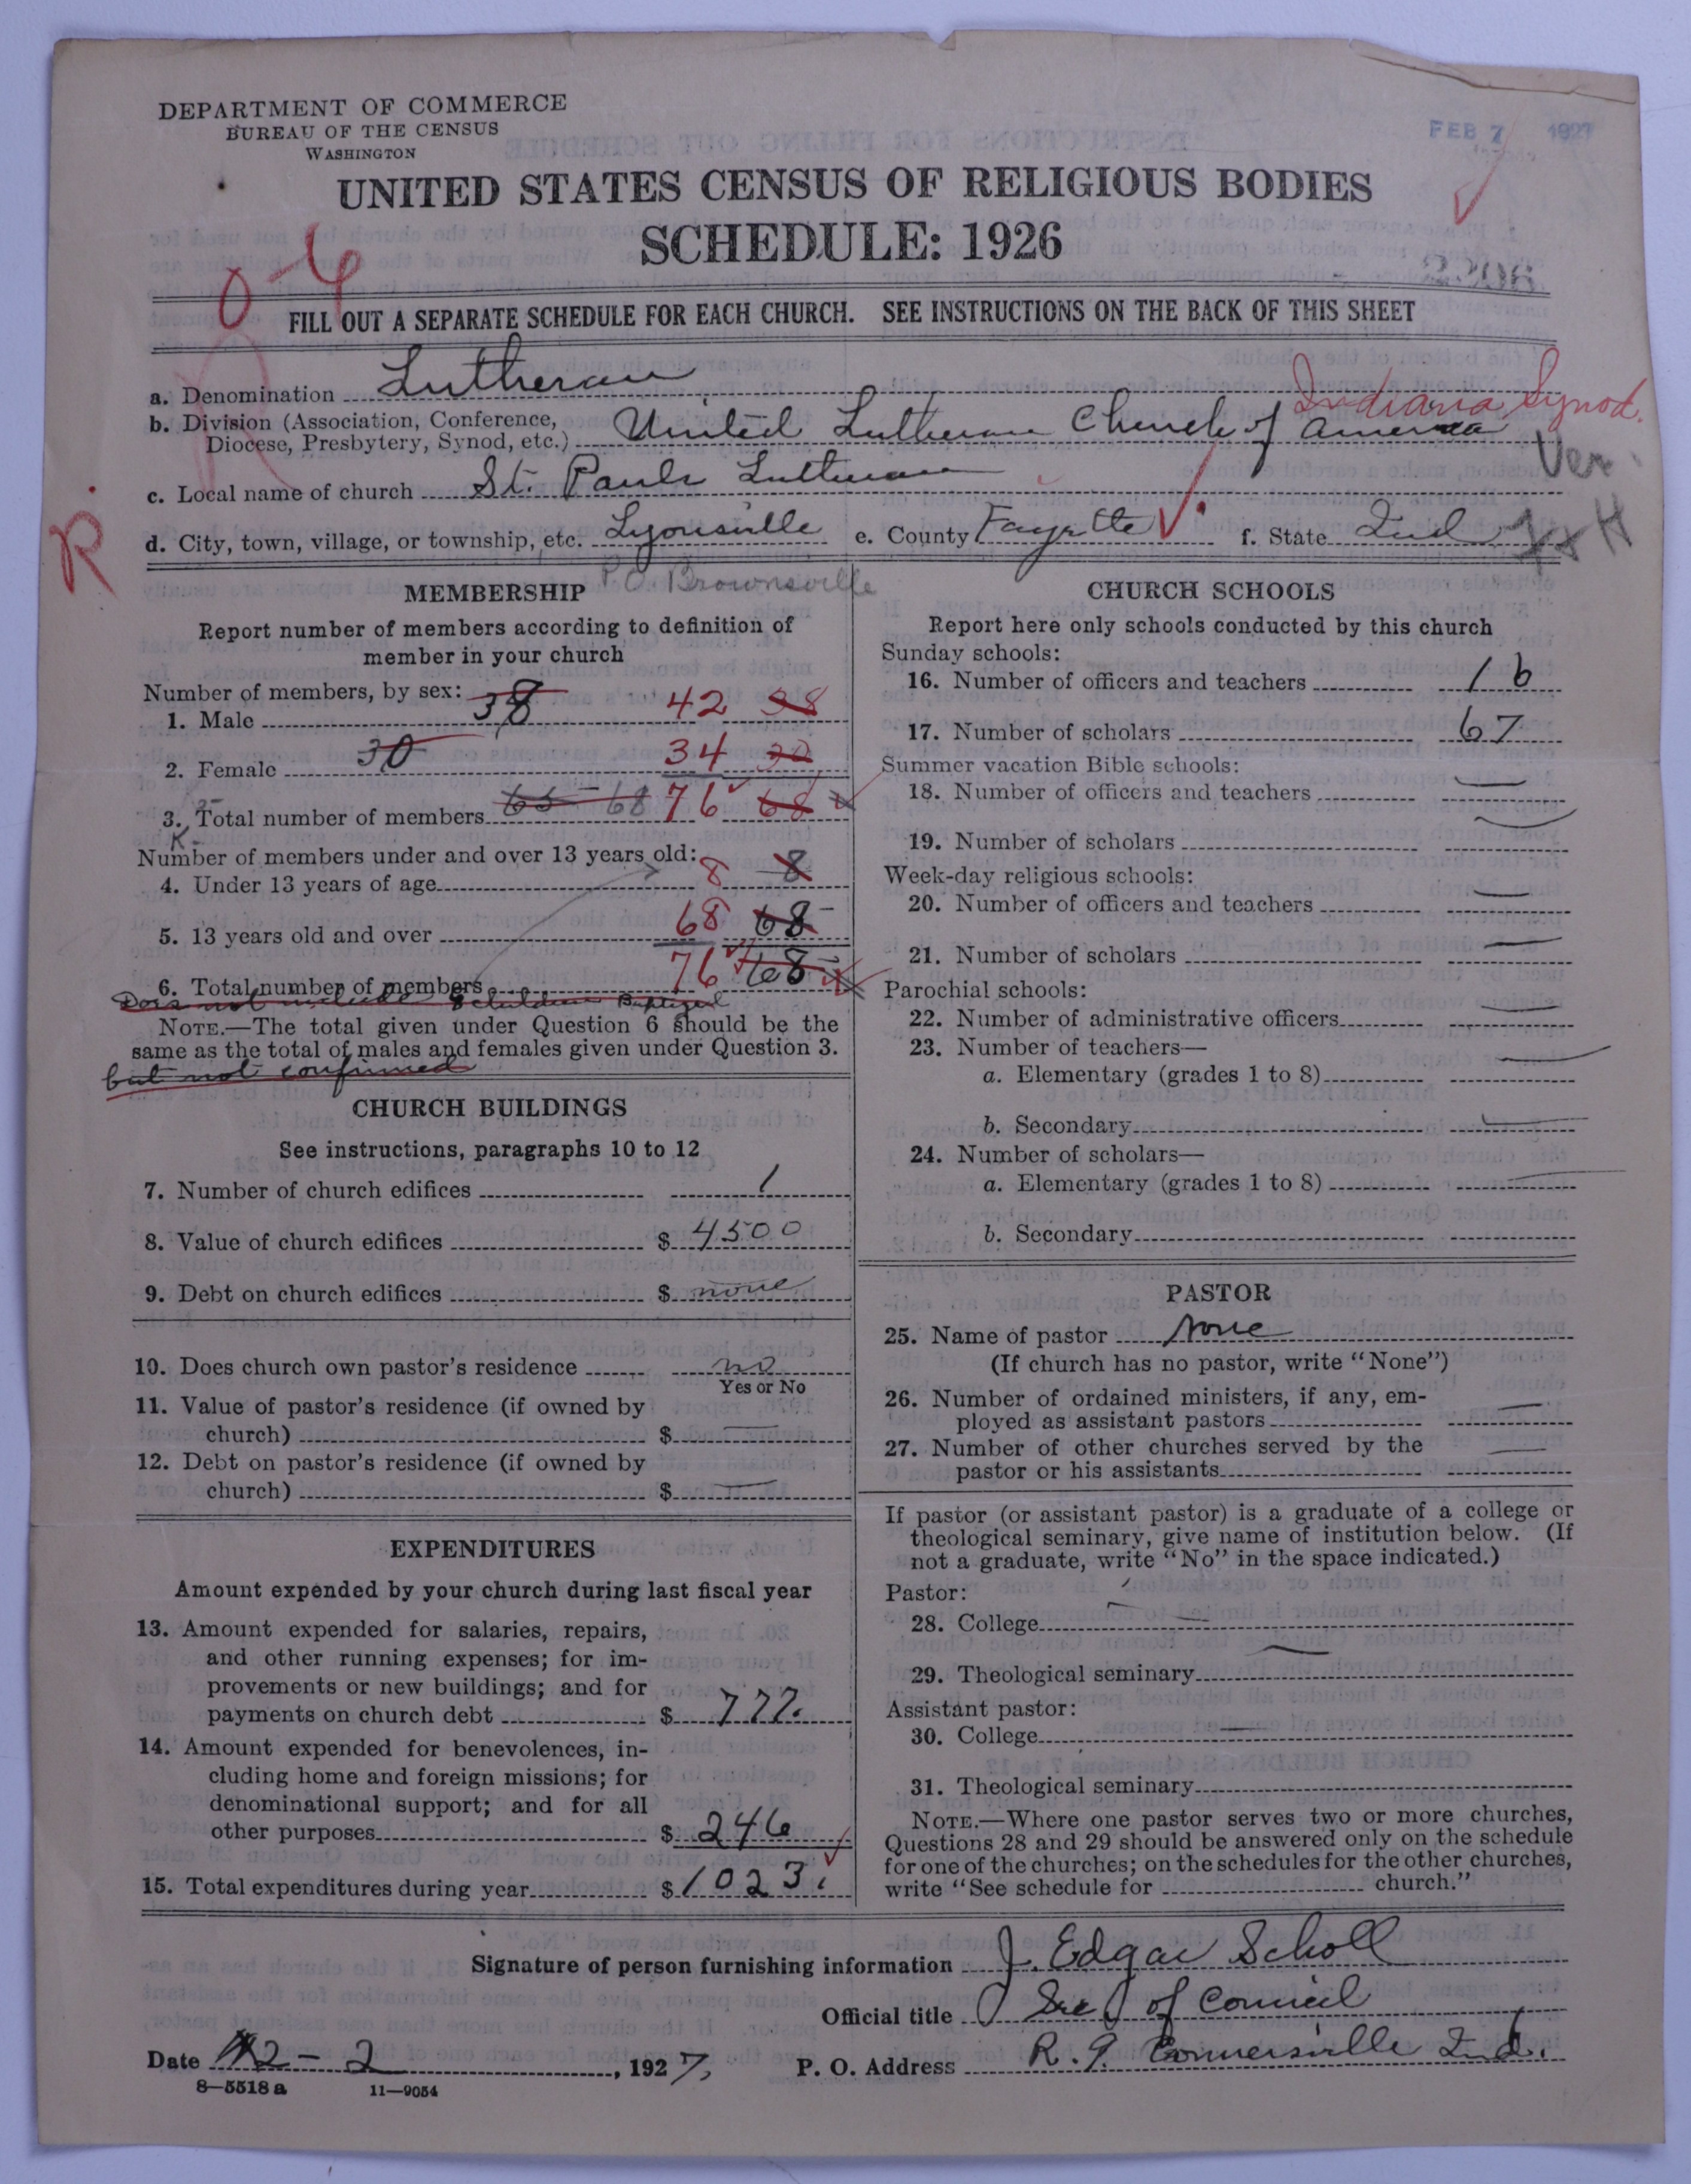 DEPARTMENT OF COMMERCE
BUREAU OF THE CENSUS
WASHINGTON
FEB 7 1927
UNITED STATES CENSUS OF RELIGIOUS BODIES
SCHEDULE: 1926
FILL OUT A SEPARATE SCHEDULE FOR EACH CHURCH. SEE INSTRUCTIONS ON THE BACK OF THIS SHEET
a. Denomination Lutheran
Indiana Synod.
b. Division (Association, Conference,
Diocese, Presbytery, Synod, etc.) United Lutheran Church of America
Ver.
c. Local name of church St. Pauls Lutheran
d. City, town, village, or township, etc. Lyonsville e. County Fayette f. State Ind
R.
P.O. Brownsville
MEMBERSHIP
Report number of members according to definition of
member in your church
Number of members, by sex:
1. Male 38 42 38
2. Female 30 34 30
3. Total number of members 65 68 76 68
Number of members under and over 13 years old:
4. Under 13 years of age 8 8
5. 13 years old and over 68 68
6. Total number of members 76 68
Does not include 8 children Baptized
NOTE.—The total given under Question 6 should be the
same as the total of males and females given under Question 3.
but not confirmed
CHURCH BUILDINGS
See instructions, paragraphs 10 to 12
7. Number of church edifices 1
8. Value of church edifices $ 4500
9. Debt on church edifices $ none
10. Does church own pastor's residence no
Yes or No
11. Value of pastor's residence (if owned by
church) $ —
12. Debt on pastor's residence (if owned by
church) $ —
EXPENDITURES
Amount expended by your church during last fiscal year
13. Amount expended for salaries, repairs,
and other running expenses; for im-
provements or new buildings; and for
payments on church debt $ 777.
14. Amount expended for benevolences, in-
cluding home and foreign missions; for
denominational support; and for all
other purposes $ 246
15. Total expenditures during year $ 1023.
CHURCH SCHOOLS
Report here only schools conducted by this church
Sunday schools:
16. Number of officers and teachers 16
17. Number of scholars 67
Summer vacation Bible schools:
18. Number of officers and teachers —
19. Number of scholars —
Week-day religious schools:
20. Number of officers and teachers —
21. Number of scholars —
Parochial schools:
22. Number of administrative officers —
23. Number of teachers—
a. Elementary (grades 1 to 8) —
b. Secondary —
24. Number of scholars—
a. Elementary (grades 1 to 8) —
b. Secondary
PASTOR
25. Name of pastor None
(If church has no pastor, write "None")
26. Number of ordained ministers, if any, em-
ployed as assistant pastors —
27. Number of other churches served by the
pastor or his assistants —
If pastor (or assistant pastor) is a graduate of a college or
theological seminary, give name of institution below. (If
not a graduate, write "No" in the space indicated.)
Pastor:
28. College —
29. Theological seminary —
Assistant pastor:
30. College —
31. Theological seminary
NOTE.—Where one pastor serves two or more churches,
Questions 28 and 29 should be answered only on the schedule
for one of the churches; on the schedules for the other churches,
write "See schedule for church."
Signature of person furnishing information J. Edgar Scholl
Official title Sec of Council
Date 2-2, 1927, P. O. Address R. 7. Connersville Ind.
8—5518 a 11—9054